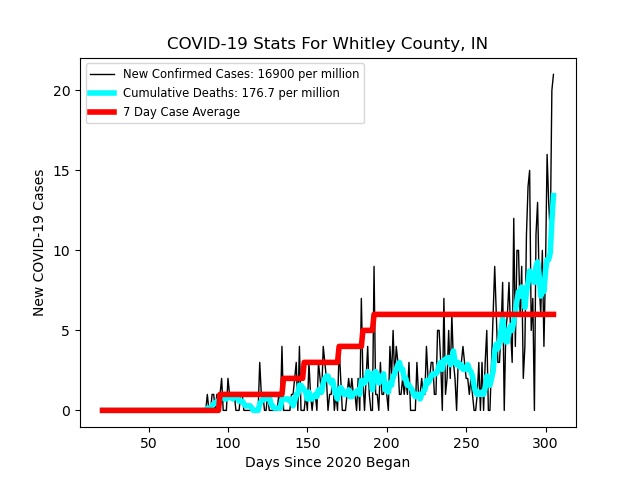 COVID-19 Stats For Whitley County, IN
New Confirmed Cases: 16900 per million
Cumulative Deaths: 176.7 per million
7 Day Case Average
New COVID-19 Cases
20
15
10
5
0
50 100 150 200 250 300
Days Since 2020 Began